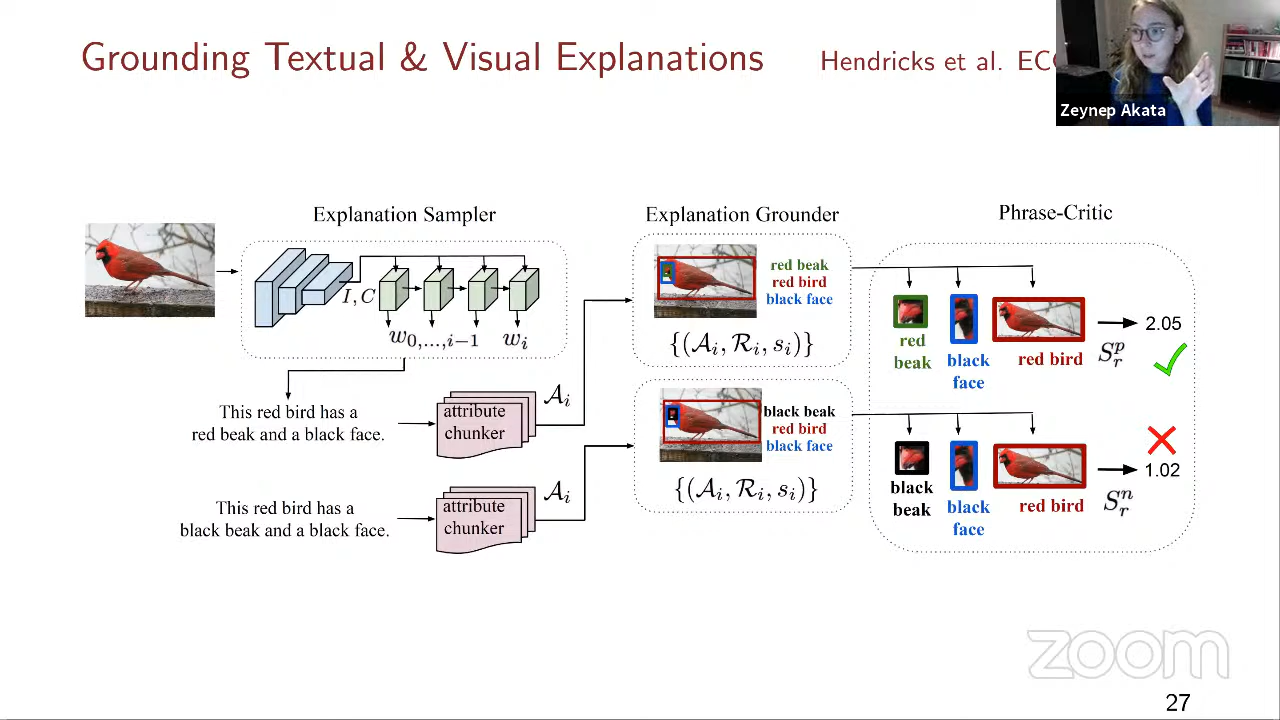 Grounding Textual & Visual Explanations
Hendricks et al.
Zeynep Akata
Explanation Sampler
Explanation Grounder
Phrase-Critic
I, C
w0,...,i−1
wi
This red bird has a
red beak and a black face.
attribute
chunker
𝒜i
red beak
red bird
black face
{(𝒜i, ℛi, si)}
red
beak
black
face
red bird
Srp
2.05
This red bird has a
black beak and a black face.
attribute
chunker
𝒜i
black beak
red bird
black face
{(𝒜i, ℛi, si)}
black
beak
black
face
red bird
Srn
1.02
zoom
27